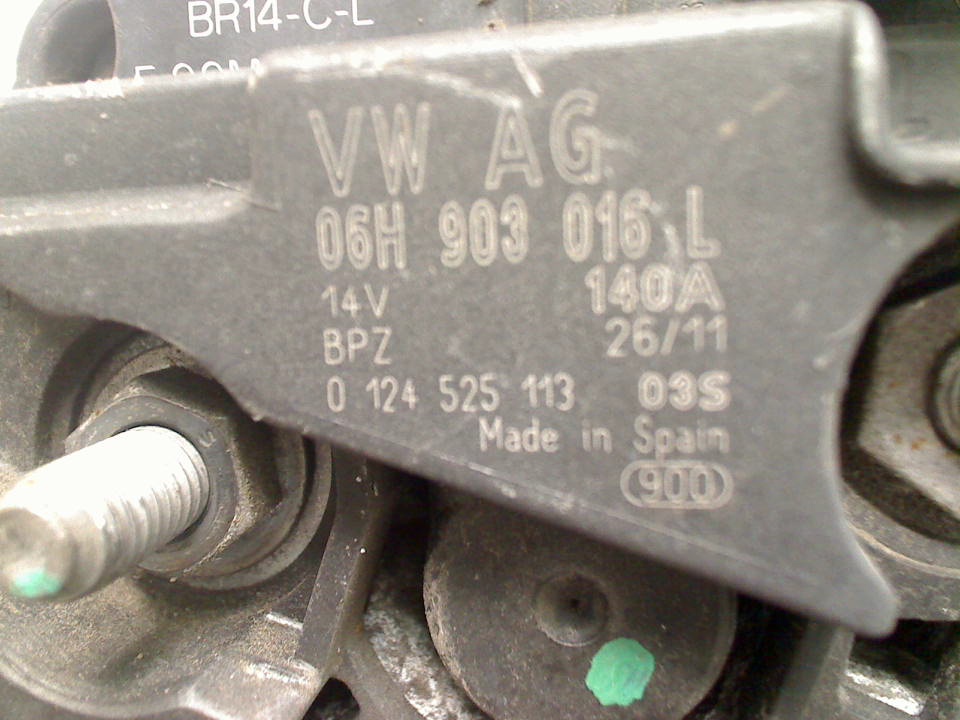 BR14-C-L
VW AG
06H 903 016 L
14V 140A
BPZ 26/11
0 124 525 113 03S
Made in Spain
900